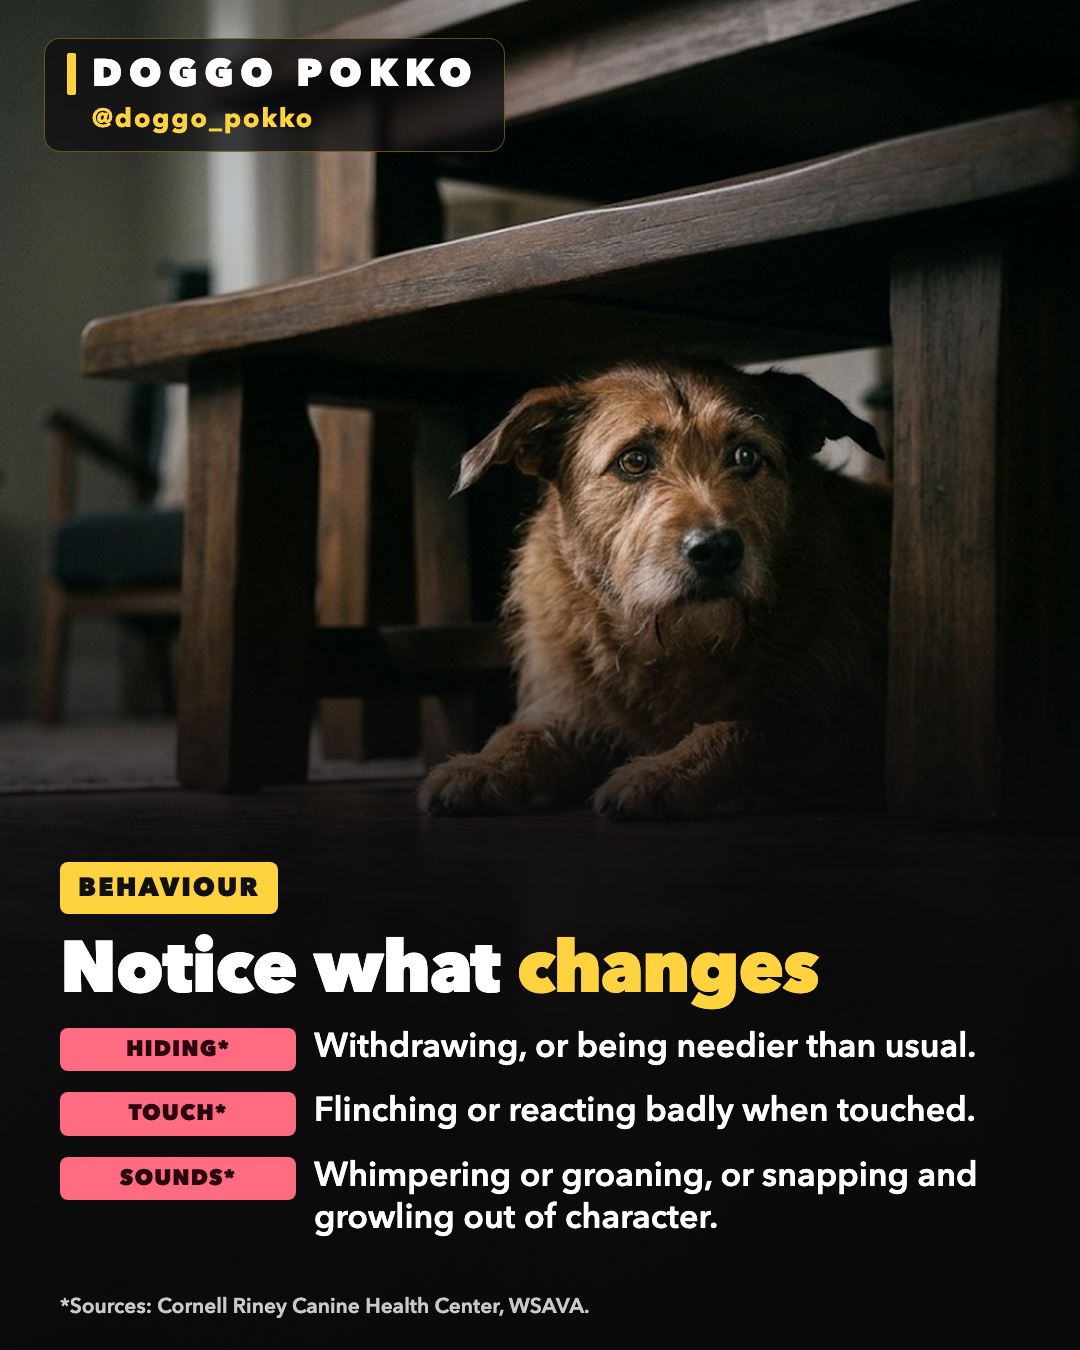 DOGGO POKKO
@doggo_pokko
BEHAVIOUR
Notice what changes
HIDING* Withdrawing, or being needier than usual.
TOUCH* Flinching or reacting badly when touched.
SOUNDS* Whimpering or groaning, or snapping and
growling out of character.
*Sources: Cornell Riney Canine Health Center, WSAVA.